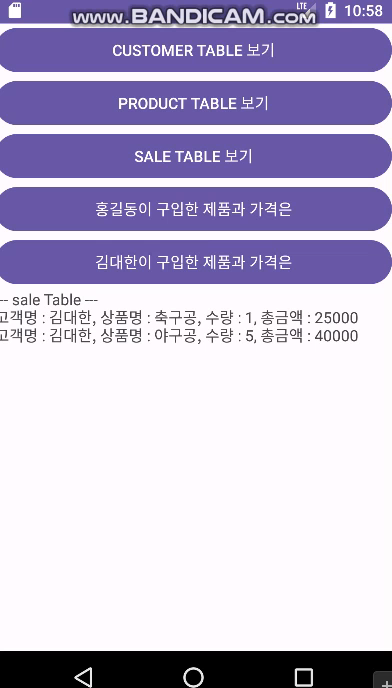 www.BANDICAM.com
LTE 10:58
CUSTOMER TABLE 보기
PRODUCT TABLE 보기
SALE TABLE 보기
홍길동이 구입한 제품과 가격은
김대한이 구입한 제품과 가격은
-- sale Table ---
고객명 : 김대한, 상품명 : 축구공, 수량 : 1, 총금액 : 25000
고객명 : 김대한, 상품명 : 야구공, 수량 : 5, 총금액 : 40000